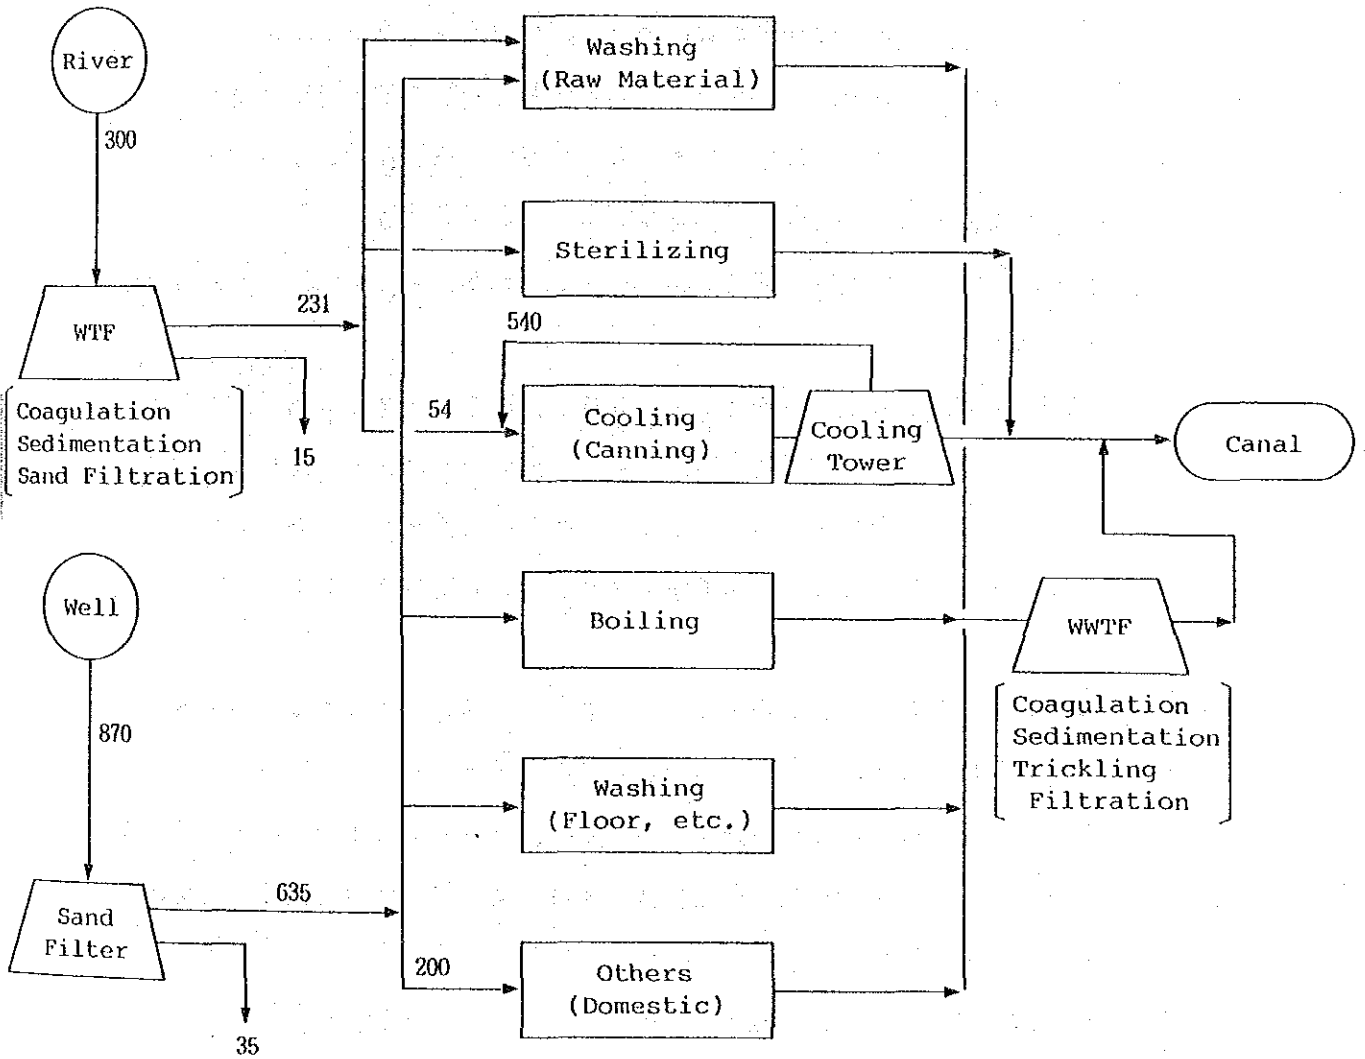 River
300
WTF
231
15
Coagulation
Sedimentation
Sand Filtration
Well
870
Sand
Filter
635
35
Washing
(Raw Material)
Sterilizing
540
54
Cooling
(Canning)
Cooling
Tower
Boiling
Washing
(Floor, etc.)
200
Others
(Domestic)
Canal
WWTF
Coagulation
Sedimentation
Trickling
Filtration